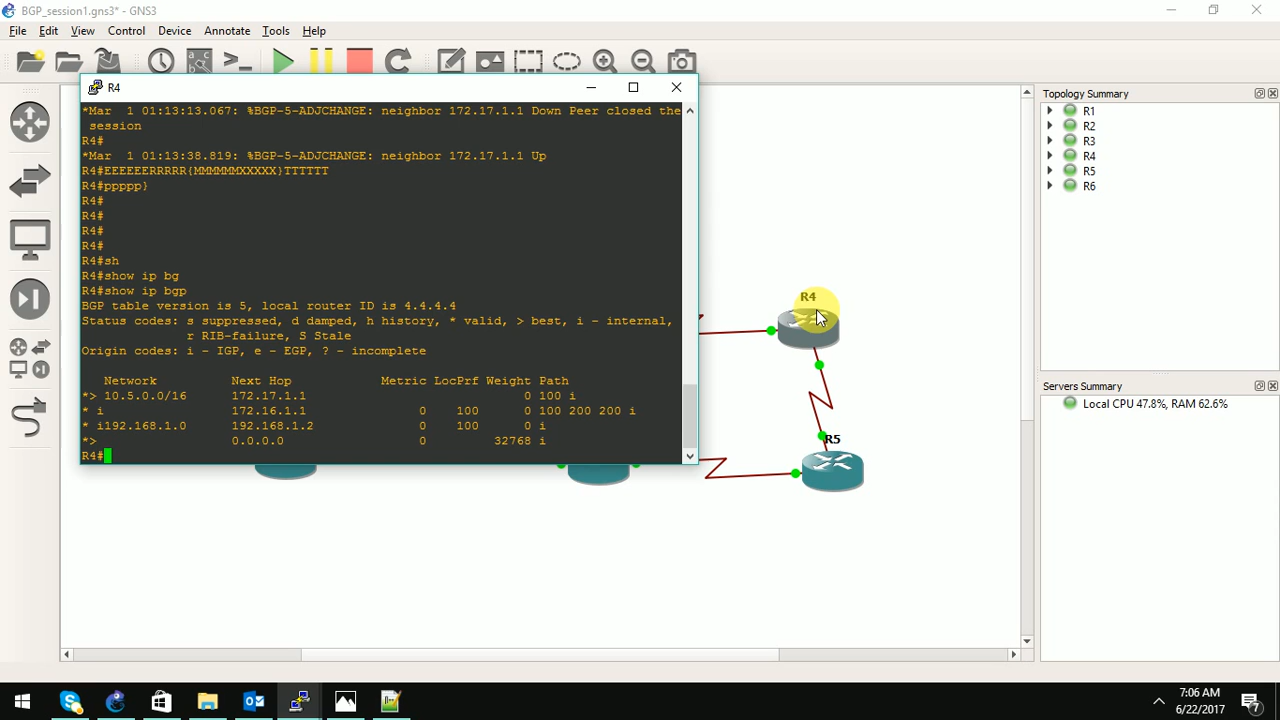 BGP_session1.gns3* - GNS3
File Edit View Control Device Annotate Tools Help
R4
*Mar  1 01:13:13.067: %BGP-5-ADJCHANGE: neighbor 172.17.1.1 Down Peer closed the
 session
R4#
*Mar  1 01:13:38.819: %BGP-5-ADJCHANGE: neighbor 172.17.1.1 Up
R4#EEEEEERRRRR{MMMMMMXXXXX}TTTTTT
R4#ppppp}
R4#
R4#
R4#
R4#
R4#sh
R4#show ip bg
R4#show ip bgp
BGP table version is 5, local router ID is 4.4.4.4
Status codes: s suppressed, d damped, h history, * valid, > best, i - internal,
              r RIB-failure, S Stale
Origin codes: i - IGP, e - EGP, ? - incomplete
   Network          Next Hop            Metric LocPrf Weight Path
*> 10.5.0.0/16      172.17.1.1                             0 100 i
* i                 172.16.1.1               0    100      0 100 200 200 i
* i192.168.1.0      192.168.1.2              0    100      0 i
*>                  0.0.0.0                  0         32768 i
R4#
R4
R5
Topology Summary
R1
R2
R3
R4
R5
R6
Servers Summary
Local CPU 47.8%, RAM 62.6%
7:06 AM
6/22/2017
7